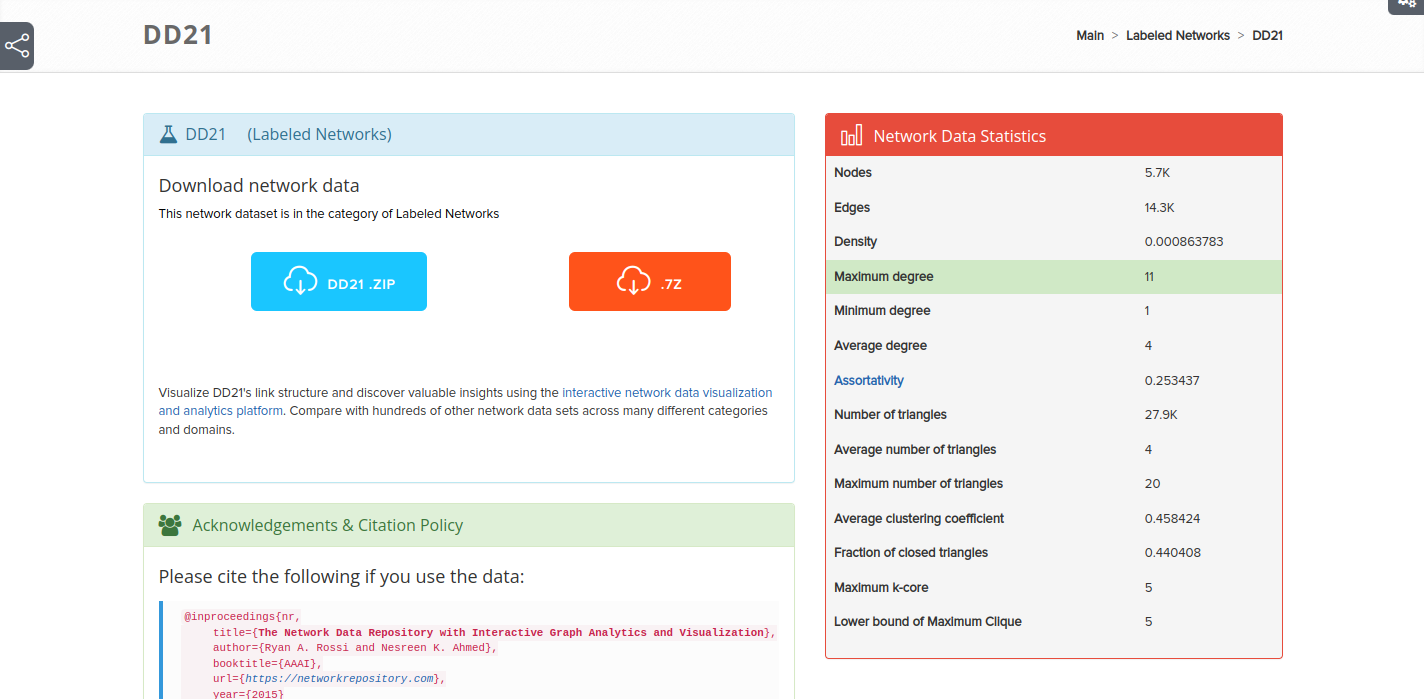 DD21
Main > Labeled Networks > DD21
DD21 (Labeled Networks)
Download network data
This network dataset is in the category of Labeled Networks
DD21 .ZIP
.7Z
Visualize DD21's link structure and discover valuable insights using the interactive network data visualization
and analytics platform. Compare with hundreds of other network data sets across many different categories
and domains.
Acknowledgements & Citation Policy
Please cite the following if you use the data:
@inproceedings{nr,
title={The Network Data Repository with Interactive Graph Analytics and Visualization},
author={Ryan A. Rossi and Nesreen K. Ahmed},
booktitle={AAAI},
url={https://networkrepository.com},
year={2015}
Network Data Statistics
Nodes 5.7K
Edges 14.3K
Density 0.000863783
Maximum degree 11
Minimum degree 1
Average degree 4
Assortativity 0.253437
Number of triangles 27.9K
Average number of triangles 4
Maximum number of triangles 20
Average clustering coefficient 0.458424
Fraction of closed triangles 0.440408
Maximum k-core 5
Lower bound of Maximum Clique 5